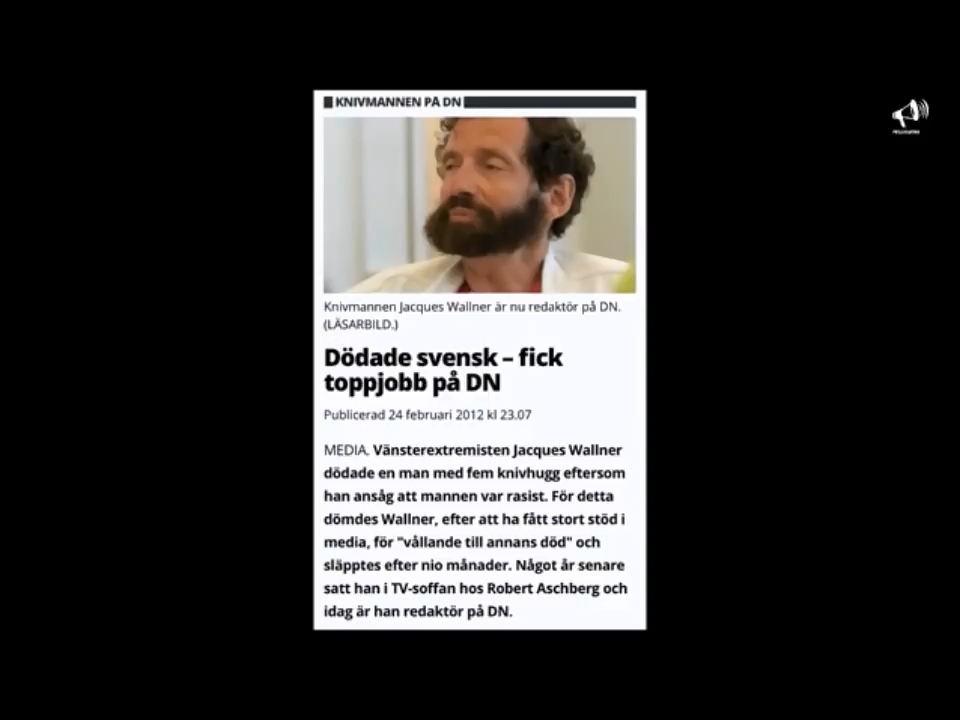 KNIVMANNEN PÅ DN
Knivmannen Jacques Wallner är nu redaktör på DN.
(LÄSARBILD.)
Dödade svensk – fick
toppjobb på DN
Publicerad 24 februari 2012 kl 23.07
MEDIA. Vänsterextremisten Jacques Wallner
dödade en man med fem knivhugg eftersom
han ansåg att mannen var rasist. För detta
dömdes Wallner, efter att ha fått stort stöd i
media, för "vållande till annans död" och
släpptes efter nio månader. Något år senare
satt han i TV-soffan hos Robert Aschberg och
idag är han redaktör på DN.